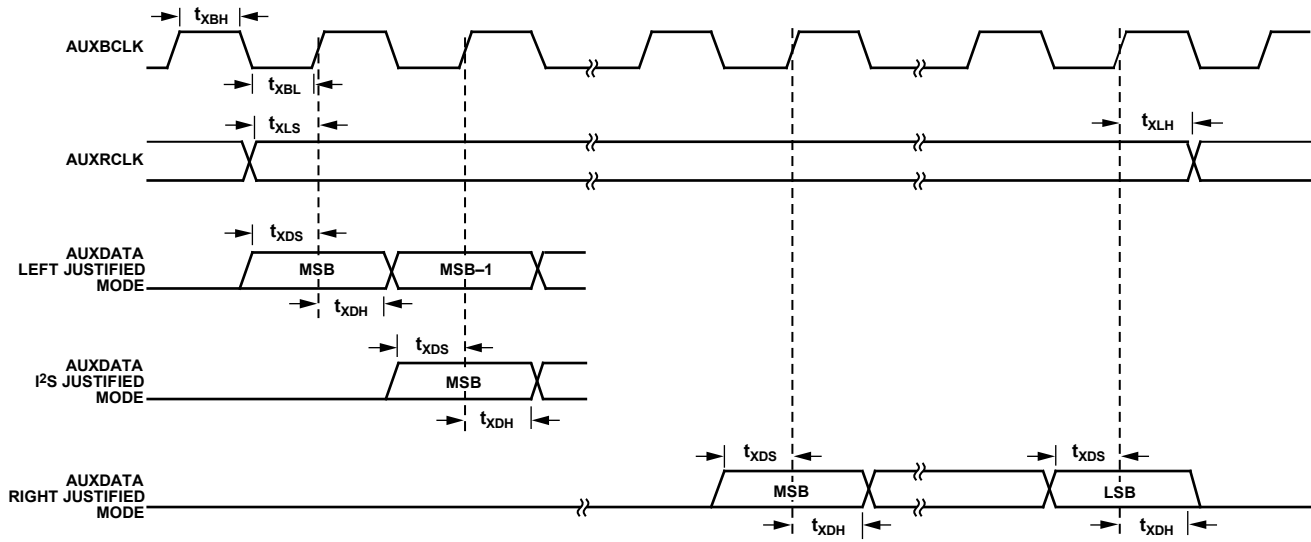 tXBH
AUXBCLK
tXBL
tXLS
tXLH
AUXRCLK
tXDS
AUXDATA
LEFT JUSTIFIED
MODE
MSB
MSB–1
tXDH
tXDS
AUXDATA
I²S JUSTIFIED
MODE
MSB
tXDH
tXDS
tXDS
AUXDATA
RIGHT JUSTIFIED
MODE
MSB
LSB
tXDH
tXDH